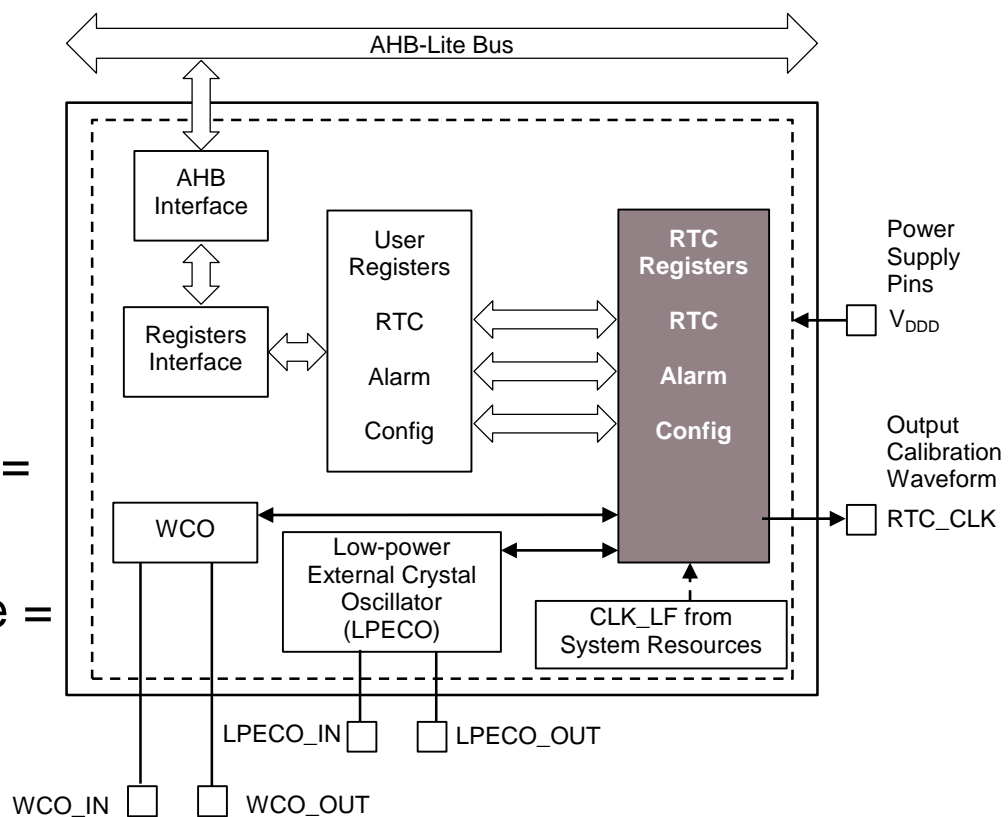 AHB-Lite Bus
AHB
Interface
Registers
Interface
User
Registers
RTC
Alarm
Config
RTC
Registers
RTC
Alarm
Config
Power
Supply
Pins
VDDD
Output
Calibration
Waveform
RTC_CLK
=
e =
WCO
Low-power
External Crystal
Oscillator
(LPECO)
CLK_LF from
System Resources
LPECO_IN
LPECO_OUT
WCO_IN
WCO_OUT